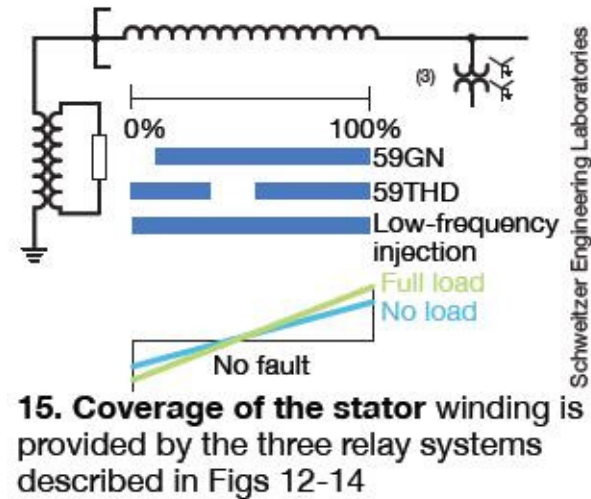 (3)
0% 100%
59GN
59THD
Low-frequency
injection
Full load
No load
No fault
Schweitzer Engineering Laboratories
15. Coverage of the stator winding is
provided by the three relay systems
described in Figs 12-14